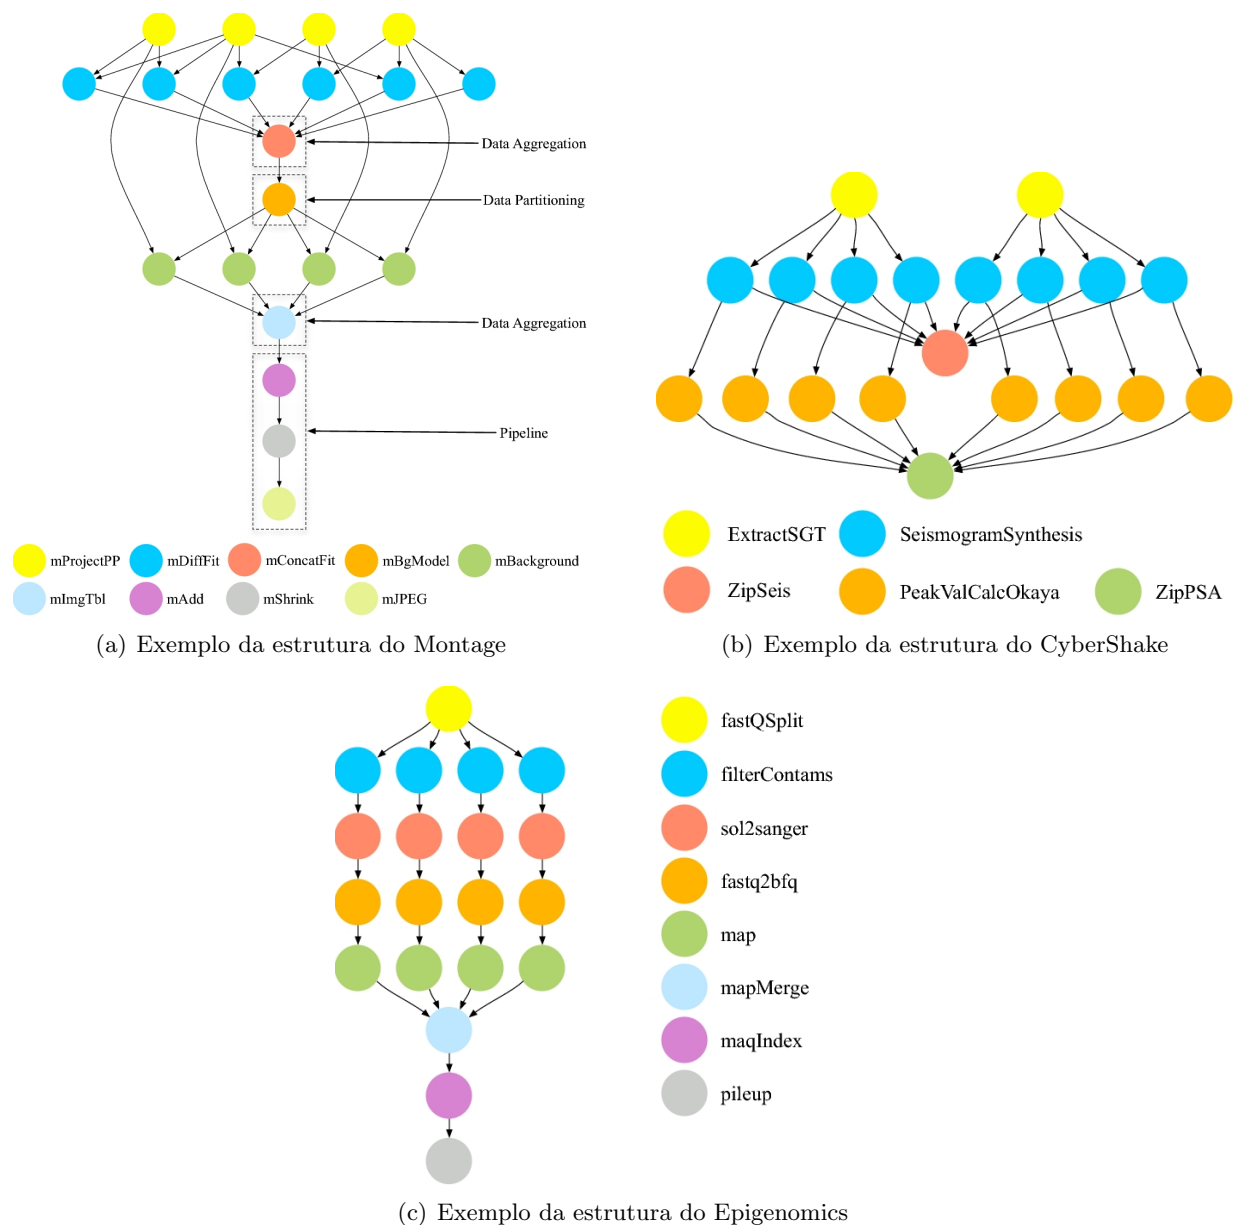 Data Aggregation
Data Partitioning
Data Aggregation
Pipeline
mProjectPP mDiffFit mConcatFit mBgModel mBackground
mImgTbl mAdd mShrink mJPEG
(a) Exemplo da estrutura do Montage
ExtractSGT SeismogramSynthesis
ZipSeis PeakValCalcOkaya ZipPSA
(b) Exemplo da estrutura do CyberShake
fastQSplit
filterContams
sol2sanger
fastq2bfq
map
mapMerge
maqIndex
pileup
(c) Exemplo da estrutura do Epigenomics